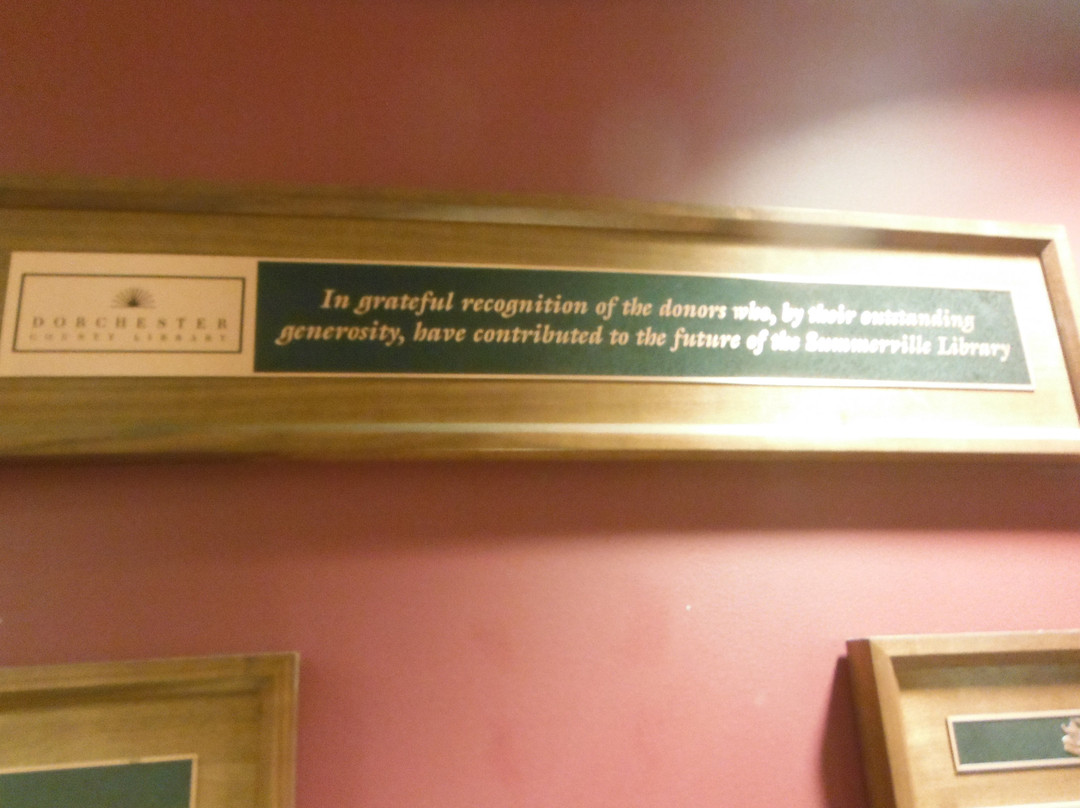 DORCHESTER
COUNTY LIBRARY
In grateful recognition of the donors who, by their outstanding
generosity, have contributed to the future of the Summerville Library